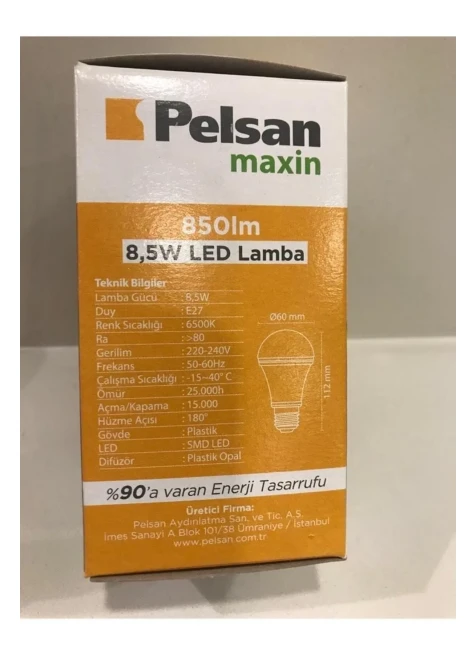 Pelsan
maxin
850lm
8,5W LED Lamba
Teknik Bilgiler
Lamba Gücü : 8,5W
Duy : E27
Renk Sıcaklığı : 6500K
Ra : >80
Gerilim : 220-240V
Frekans : 50-60Hz
Çalışma Sıcaklığı : -15~40° C
Ömür : 25.000h
Açma/Kapama : 15.000
Hüzme Açısı : 180°
Gövde : Plastik
LED : SMD LED
Difüzör : Plastik Opal
Ø60 mm
112 mm
%90'a varan Enerji Tasarrufu
Üretici Firma:
Pelsan Aydınlatma San. ve Tic. A.Ş.
İmes Sanayi A Blok 101/38 Ümraniye / İstanbul
www.pelsan.com.tr